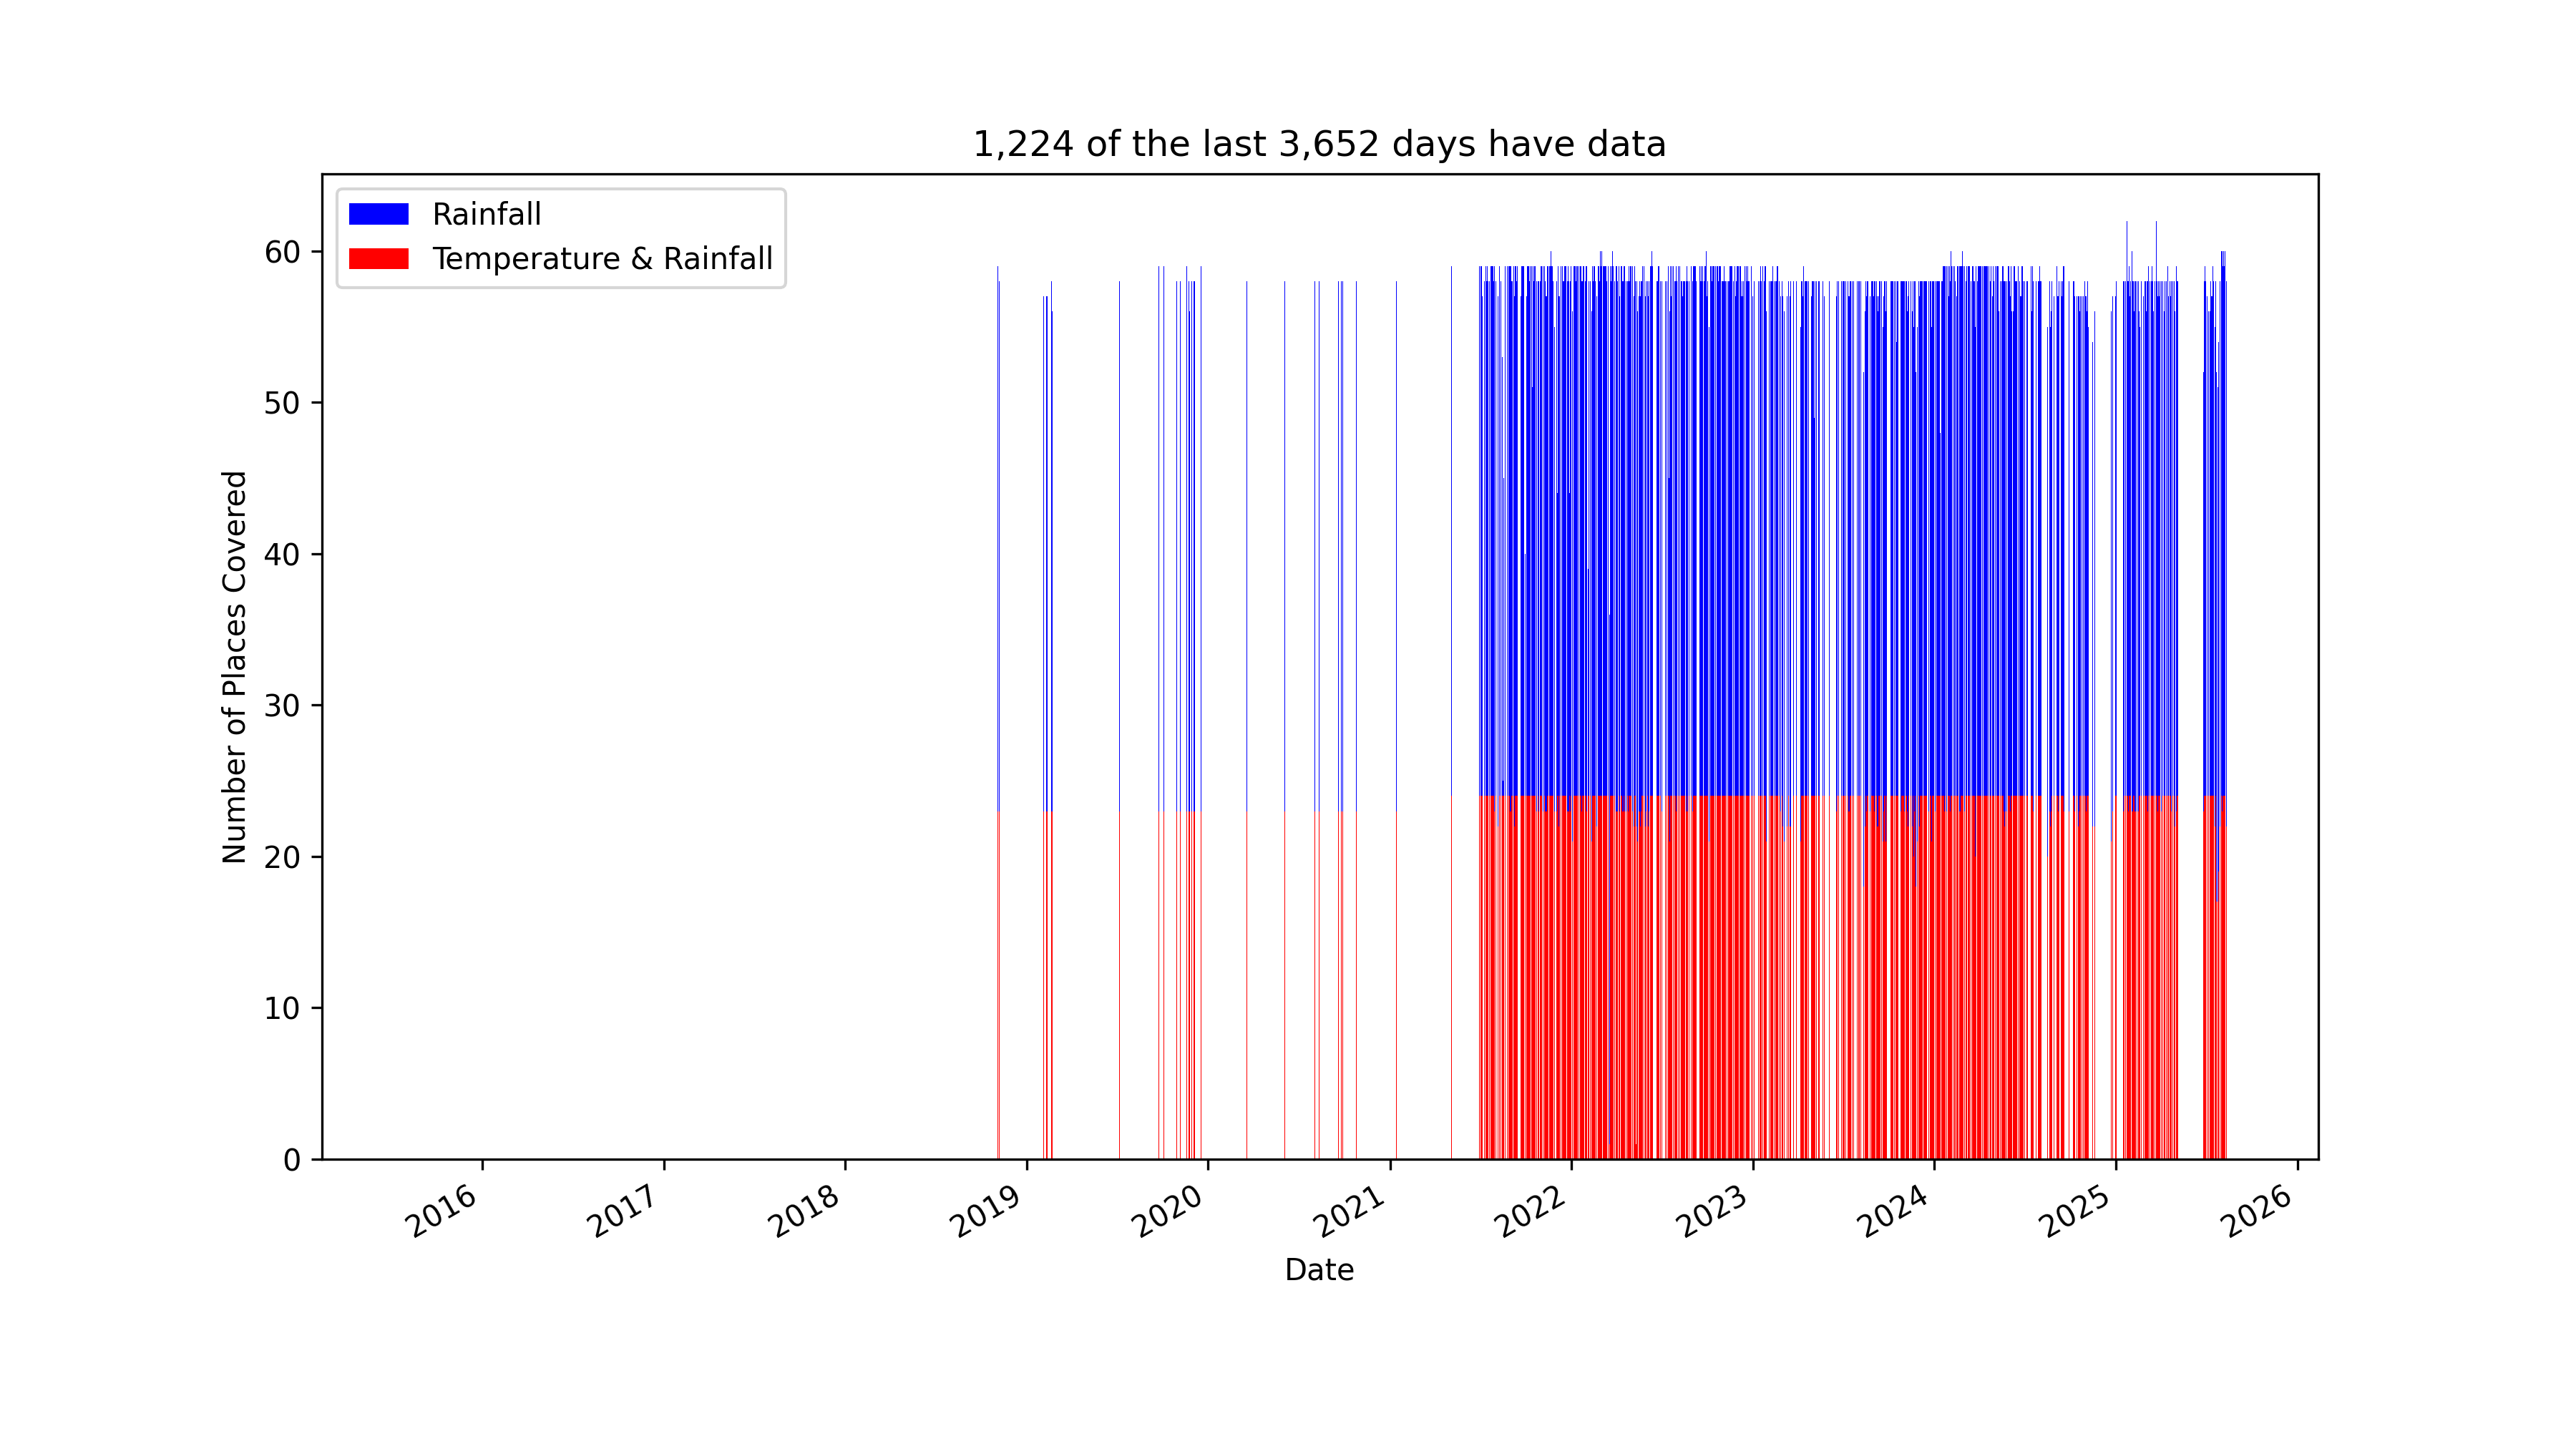 1,224 of the last 3,652 days have data
Rainfall
Temperature & Rainfall
60
50
40
30
20
10
0
Number of Places Covered
2016 2017 2018 2019 2020 2021 2022 2023 2024 2025 2026
Date